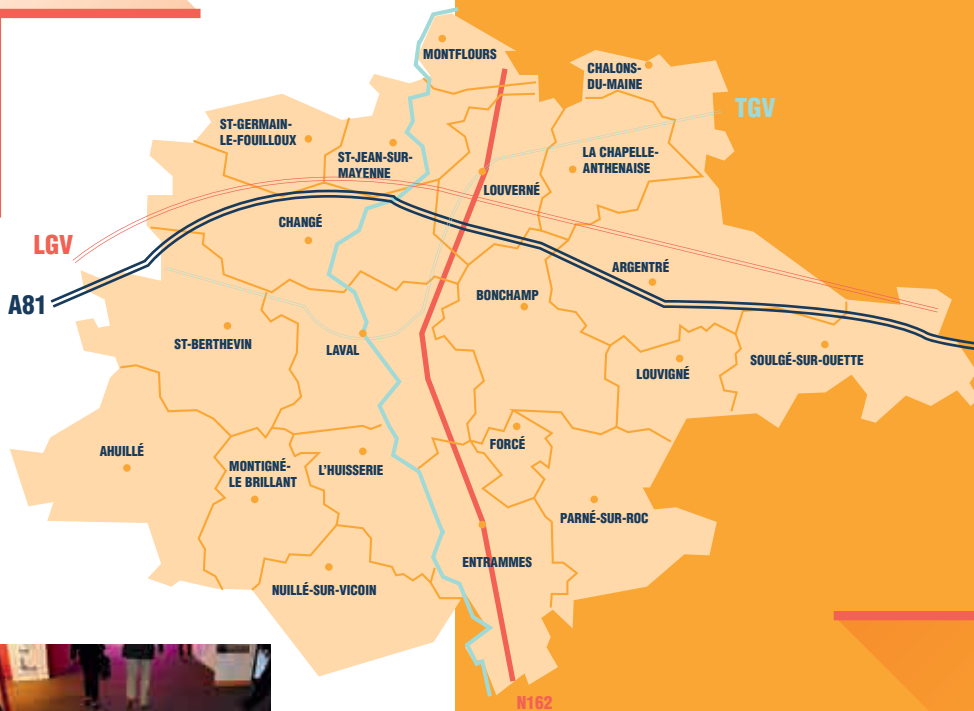 MONTFLOURS
CHALONS-
DU-MAINE
TGV
ST-GERMAIN-
LE-FOUILLOUX
ST-JEAN-SUR-
MAYENNE
LA CHAPELLE-
ANTHENAISE
LOUVERNÉ
CHANGÉ
LGV
ARGENTRÉ
A81
BONCHAMP
ST-BERTHEVIN
LAVAL
LOUVIGNÉ
SOULGÉ-SUR-OUETTE
AHUILLÉ
MONTIGNÉ-
LE BRILLANT
L'HUISSERIE
FORCÉ
PARNÉ-SUR-ROC
ENTRAMMES
NUILLÉ-SUR-VICOIN
N162